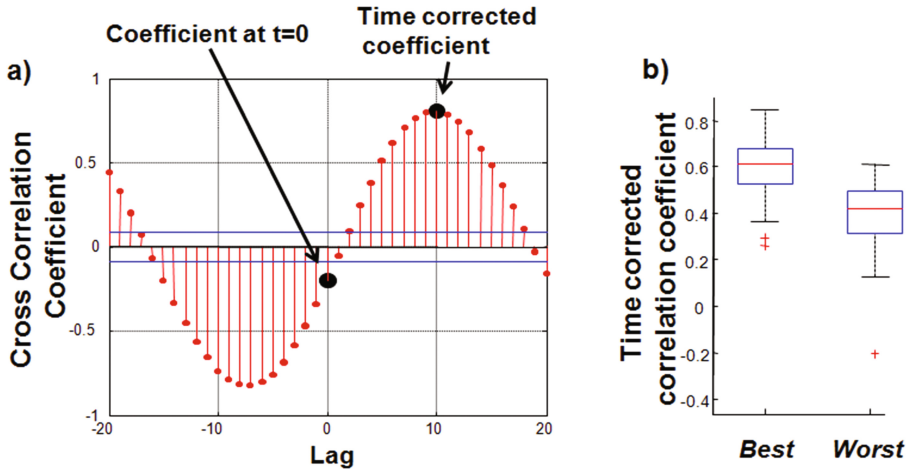 a)
Coefficient at t=0
Time corrected
coefficient
Cross Correlation
Coefficient
1
0.5
0
-0.5
-1
-20
-10
0
10
20
Lag
b)
Time corrected
correlation coefficient
0.8
0.6
0.4
0.2
0
-0.2
-0.4
Best
Worst